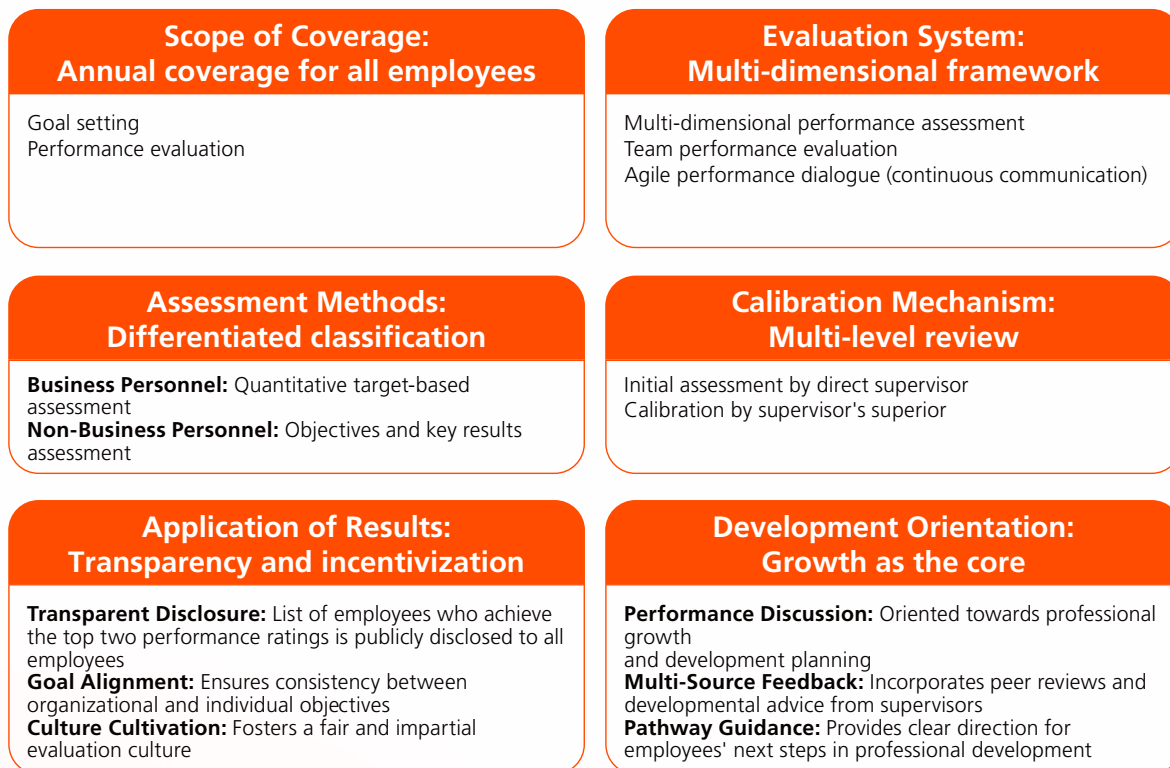 Scope of Coverage:
Annual coverage for all employees
Goal setting
Performance evaluation
Evaluation System:
Multi-dimensional framework
Multi-dimensional performance assessment
Team performance evaluation
Agile performance dialogue (continuous communication)
Assessment Methods:
Differentiated classification
Business Personnel: Quantitative target-based
assessment
Non-Business Personnel: Objectives and key results
assessment
Calibration Mechanism:
Multi-level review
Initial assessment by direct supervisor
Calibration by supervisor's superior
Application of Results:
Transparency and incentivization
Transparent Disclosure: List of employees who achieve
the top two performance ratings is publicly disclosed to all
employees
Goal Alignment: Ensures consistency between
organizational and individual objectives
Culture Cultivation: Fosters a fair and impartial
evaluation culture
Development Orientation:
Growth as the core
Performance Discussion: Oriented towards professional
growth
and development planning
Multi-Source Feedback: Incorporates peer reviews and
developmental advice from supervisors
Pathway Guidance: Provides clear direction for
employees' next steps in professional development